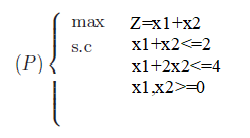 max Z=x1+x2
s.c x1+x2<=2
(P) x1+2x2<=4
x1,x2>=0